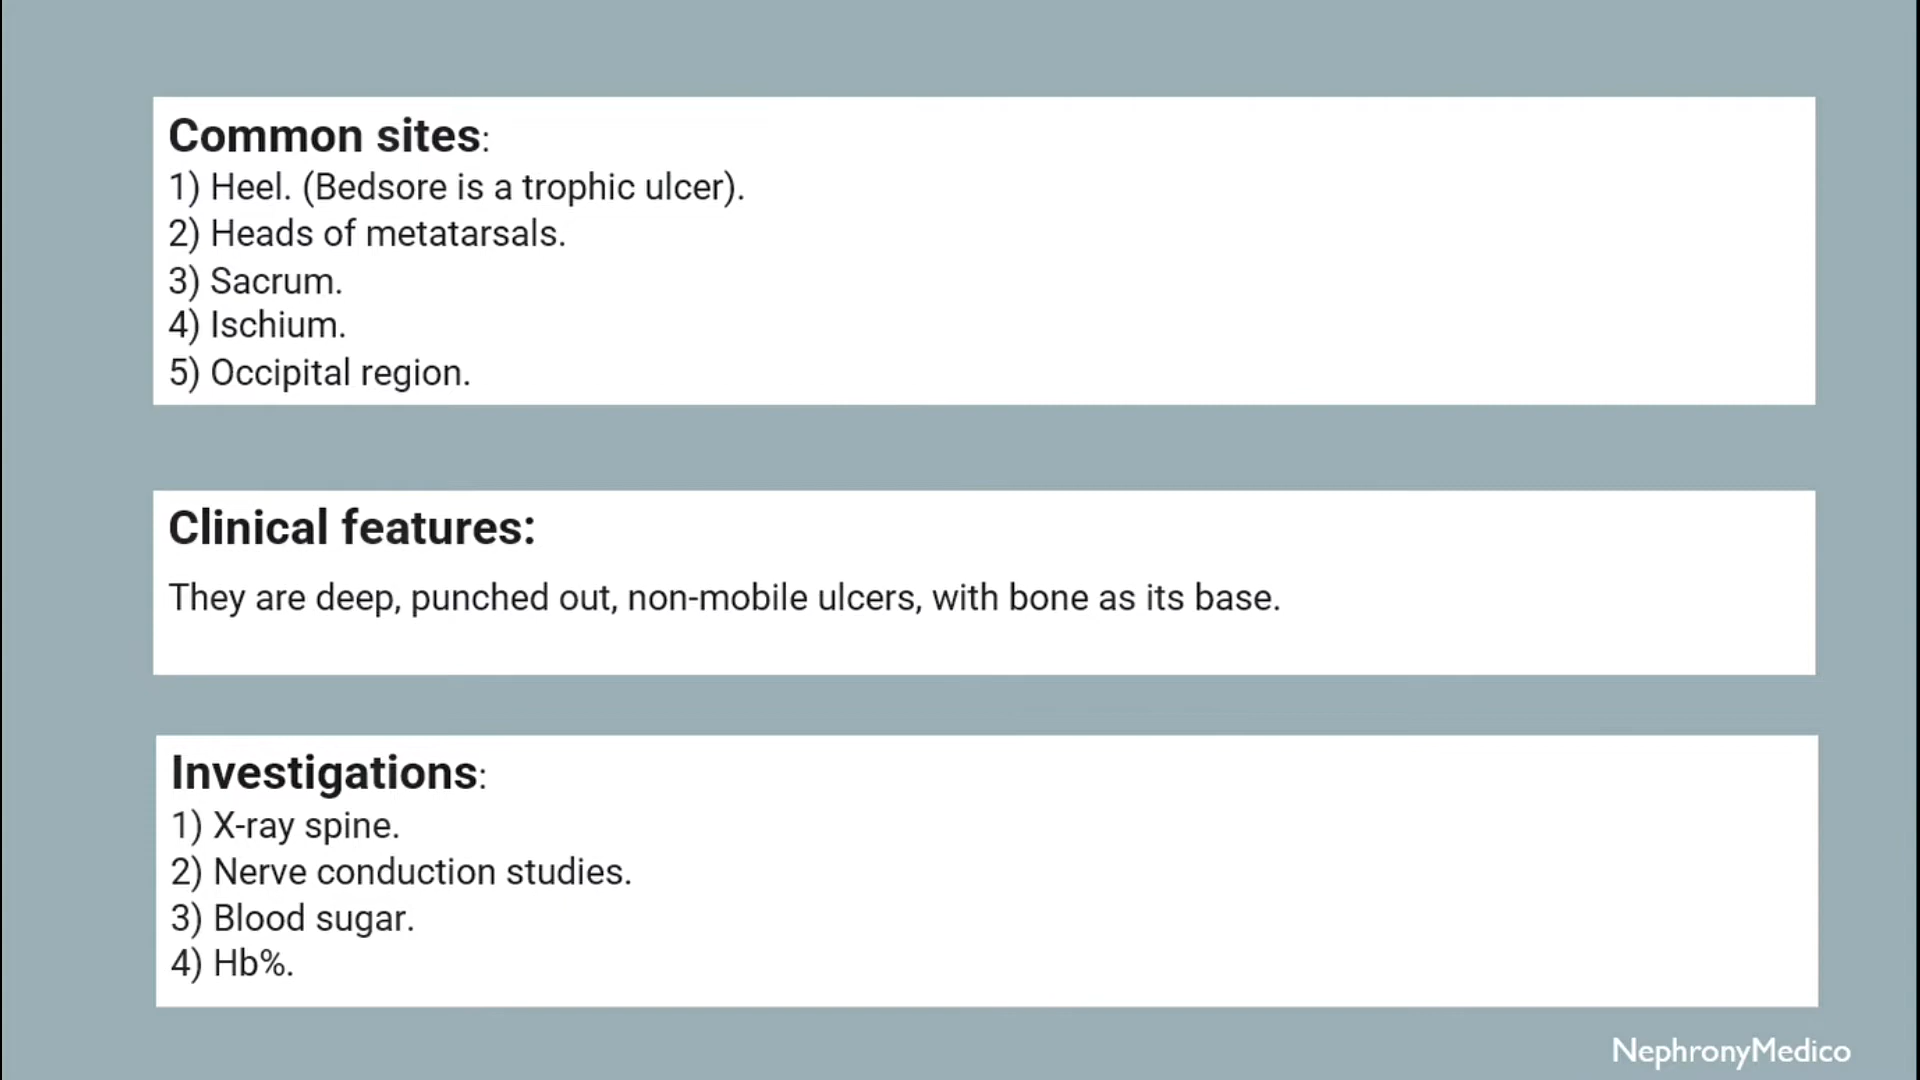 Common sites:
1) Heel. (Bedsore is a trophic ulcer).
2) Heads of metatarsals.
3) Sacrum.
4) Ischium.
5) Occipital region.
Clinical features:
They are deep, punched out, non-mobile ulcers, with bone as its base.
Investigations:
1) X-ray spine.
2) Nerve conduction studies.
3) Blood sugar.
4) Hb%.
NephronyMedico